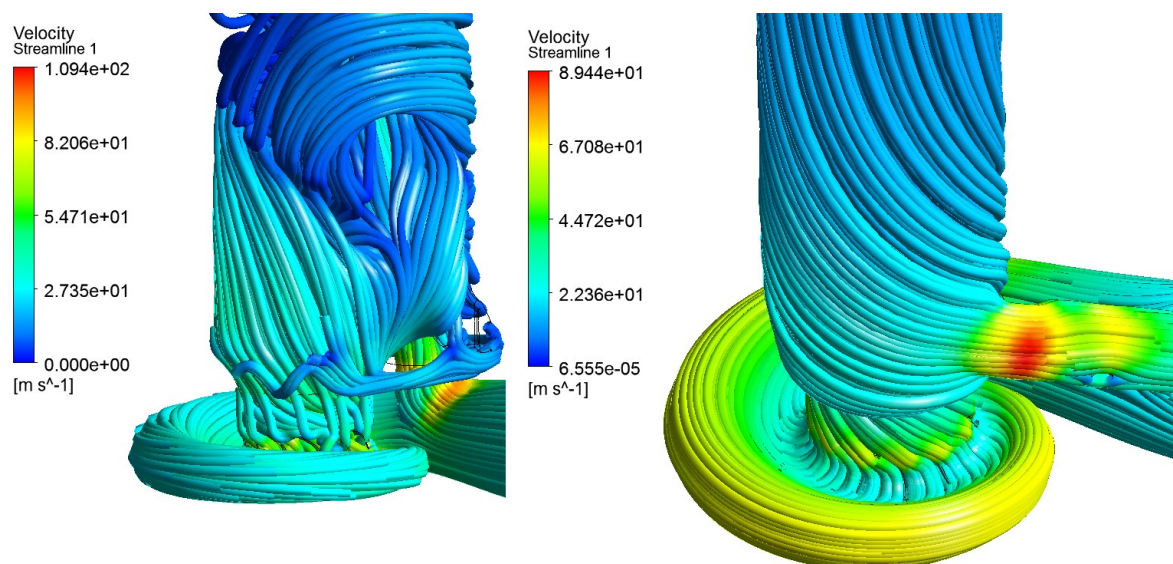 Velocity
Streamline 1
1.094e+02
8.206e+01
5.471e+01
2.735e+01
0.000e+00
[m s^-1]
Velocity
Streamline 1
8.944e+01
6.708e+01
4.472e+01
2.236e+01
6.555e-05
[m s^-1]